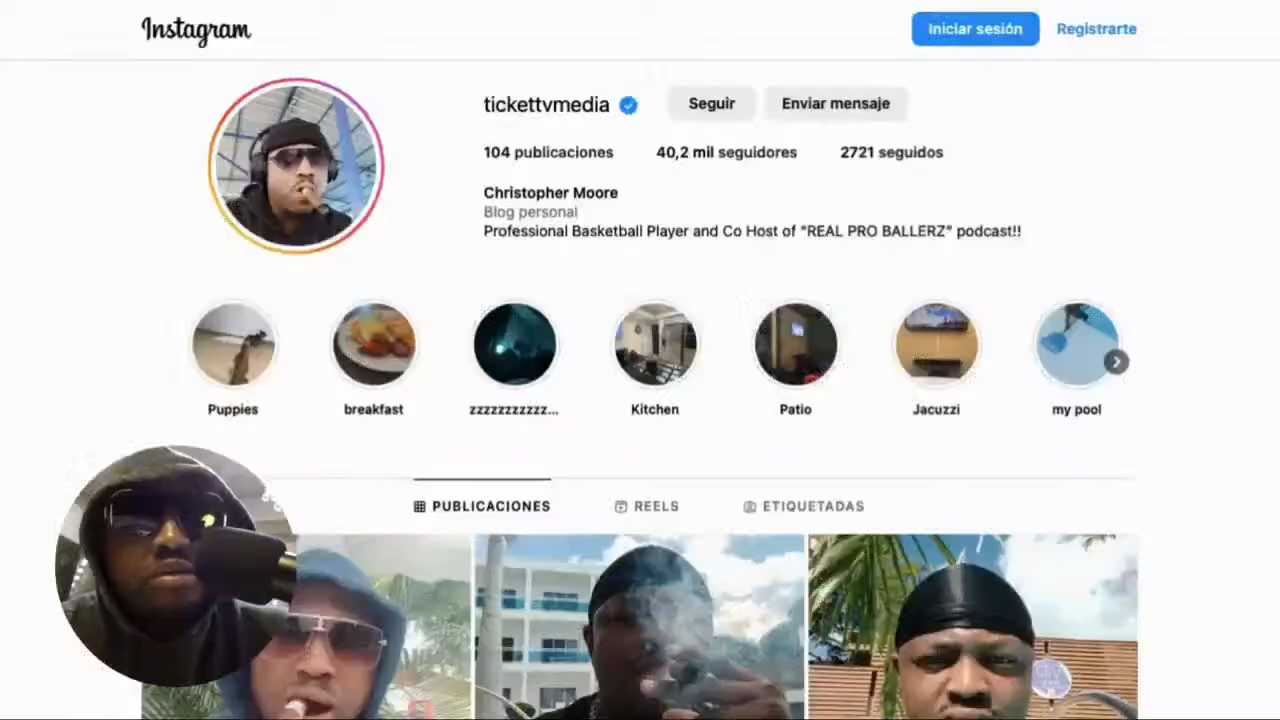 Instagram
Iniciar sesión
Registrarte
tickettvmedia
Seguir
Enviar mensaje
104 publicaciones
40,2 mil seguidores
2721 seguidos
Christopher Moore
Blog personal
Professional Basketball Player and Co Host of "REAL PRO BALLERZ" podcast!!
Puppies
breakfast
zzzzzzzzzzz...
Kitchen
Patio
Jacuzzi
my pool
PUBLICACIONES
REELS
ETIQUETADAS